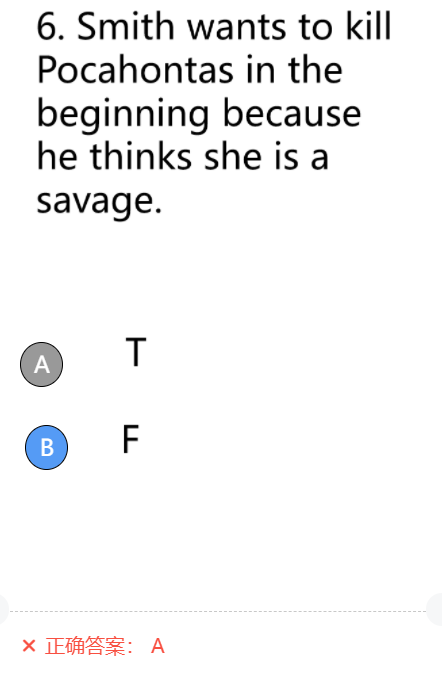 6. Smith wants to kill
Pocahontas in the
beginning because
he thinks she is a
savage.
A T
B F
× 正确答案： A